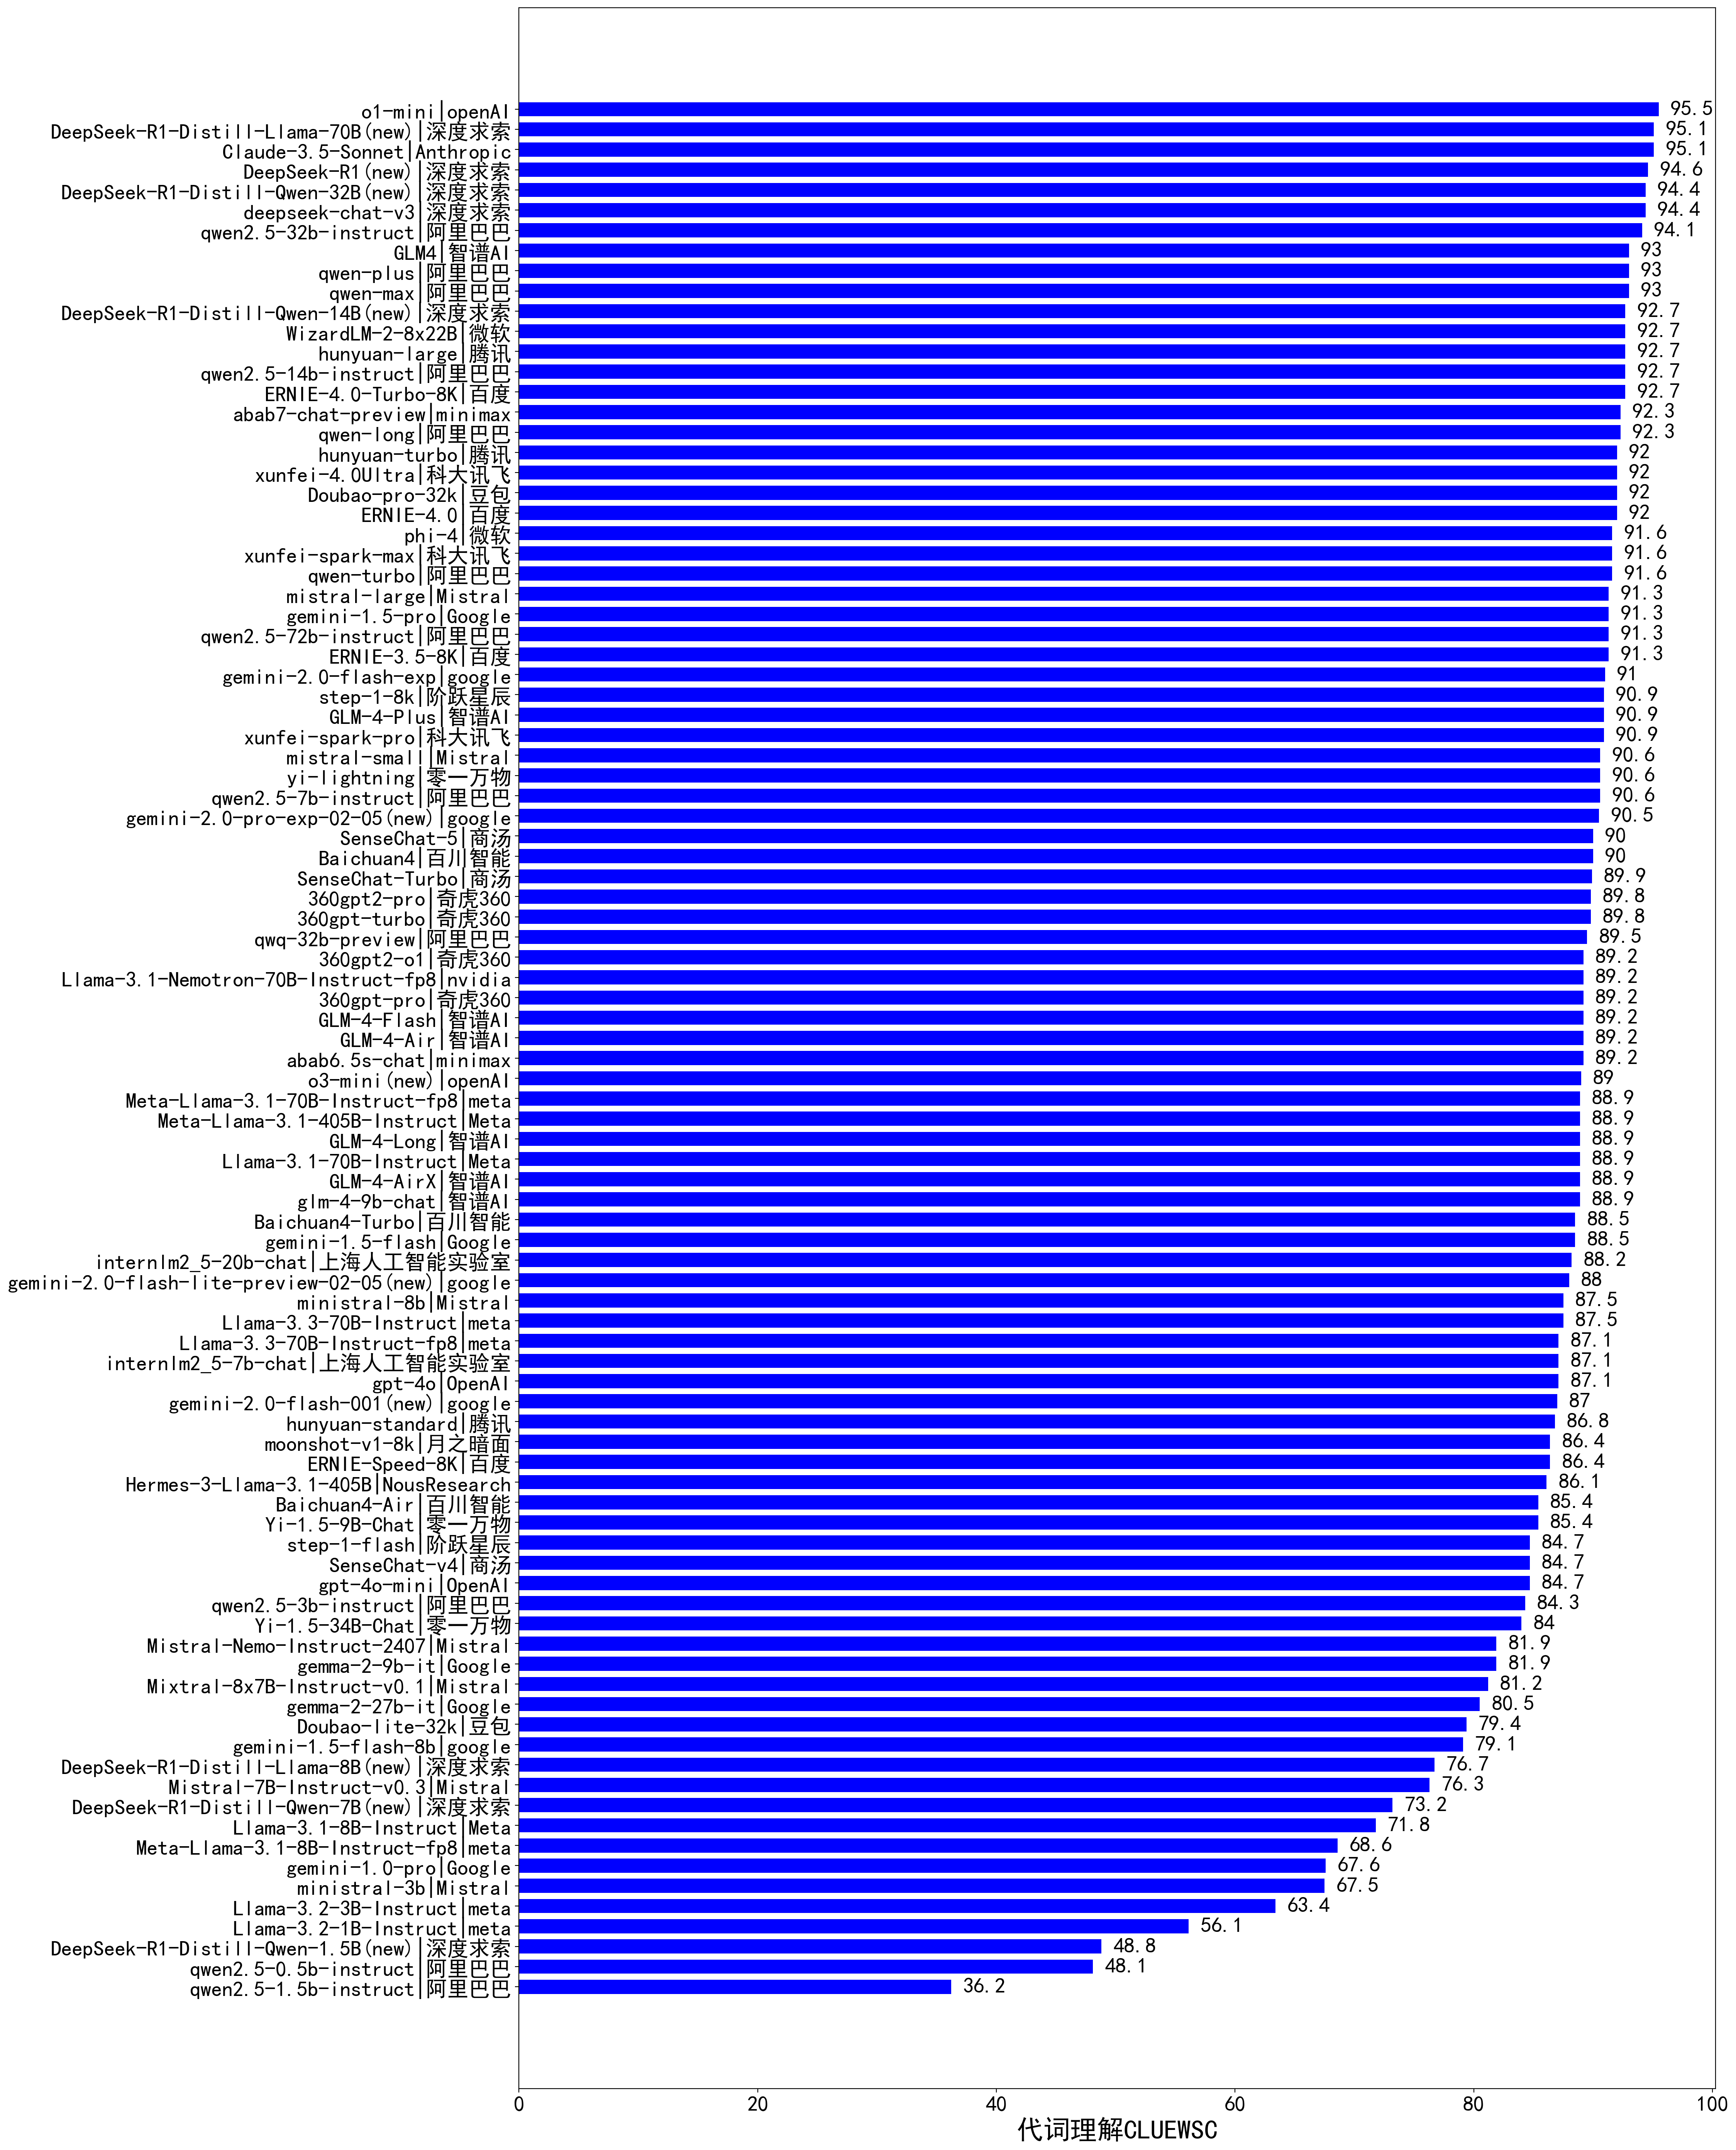 o1-mini|openAI 95.5
DeepSeek-R1-Distill-Llama-70B(new)|深度求索 95.1
Claude-3.5-Sonnet|Anthropic 95.1
DeepSeek-R1(new)|深度求索 94.6
DeepSeek-R1-Distill-Qwen-32B(new)|深度求索 94.4
deepseek-chat-v3|深度求索 94.4
qwen2.5-32b-instruct|阿里巴巴 94.1
GLM4|智谱AI 93
qwen-plus|阿里巴巴 93
qwen-max|阿里巴巴 93
DeepSeek-R1-Distill-Qwen-14B(new)|深度求索 92.7
WizardLM-2-8x22B|微软 92.7
hunyuan-large|腾讯 92.7
qwen2.5-14b-instruct|阿里巴巴 92.7
ERNIE-4.0-Turbo-8K|百度 92.7
abab7-chat-preview|minimax 92.3
qwen-long|阿里巴巴 92.3
hunyuan-turbo|腾讯 92
xunfei-4.0Ultra|科大讯飞 92
Doubao-pro-32k|豆包 92
ERNIE-4.0|百度 92
phi-4|微软 91.6
xunfei-spark-max|科大讯飞 91.6
qwen-turbo|阿里巴巴 91.6
mistral-large|Mistral 91.3
gemini-1.5-pro|Google 91.3
qwen2.5-72b-instruct|阿里巴巴 91.3
ERNIE-3.5-8K|百度 91.3
gemini-2.0-flash-exp|google 91
step-1-8k|阶跃星辰 90.9
GLM-4-Plus|智谱AI 90.9
xunfei-spark-pro|科大讯飞 90.9
mistral-small|Mistral 90.6
yi-lightning|零一万物 90.6
qwen2.5-7b-instruct|阿里巴巴 90.6
gemini-2.0-pro-exp-02-05(new)|google 90.5
SenseChat-5|商汤 90
Baichuan4|百川智能 90
SenseChat-Turbo|商汤 89.9
360gpt2-pro|奇虎360 89.8
360gpt-turbo|奇虎360 89.8
qwq-32b-preview|阿里巴巴 89.5
360gpt2-o1|奇虎360 89.2
Llama-3.1-Nemotron-70B-Instruct-fp8|nvidia 89.2
360gpt-pro|奇虎360 89.2
GLM-4-Flash|智谱AI 89.2
GLM-4-Air|智谱AI 89.2
abab6.5s-chat|minimax 89.2
o3-mini(new)|openAI 89
Meta-Llama-3.1-70B-Instruct-fp8|meta 88.9
Meta-Llama-3.1-405B-Instruct|Meta 88.9
GLM-4-Long|智谱AI 88.9
Llama-3.1-70B-Instruct|Meta 88.9
GLM-4-AirX|智谱AI 88.9
glm-4-9b-chat|智谱AI 88.9
Baichuan4-Turbo|百川智能 88.5
gemini-1.5-flash|Google 88.5
internlm2_5-20b-chat|上海人工智能实验室 88.2
gemini-2.0-flash-lite-preview-02-05(new)|google 88
ministral-8b|Mistral 87.5
Llama-3.3-70B-Instruct|meta 87.5
Llama-3.3-70B-Instruct-fp8|meta 87.1
internlm2_5-7b-chat|上海人工智能实验室 87.1
gpt-4o|OpenAI 87.1
gemini-2.0-flash-001(new)|google 87
hunyuan-standard|腾讯 86.8
moonshot-v1-8k|月之暗面 86.4
ERNIE-Speed-8K|百度 86.4
Hermes-3-Llama-3.1-405B|NousResearch 86.1
Baichuan4-Air|百川智能 85.4
Yi-1.5-9B-Chat|零一万物 85.4
step-1-flash|阶跃星辰 84.7
SenseChat-v4|商汤 84.7
gpt-4o-mini|OpenAI 84.7
qwen2.5-3b-instruct|阿里巴巴 84.3
Yi-1.5-34B-Chat|零一万物 84
Mistral-Nemo-Instruct-2407|Mistral 81.9
gemma-2-9b-it|Google 81.9
Mixtral-8x7B-Instruct-v0.1|Mistral 81.2
gemma-2-27b-it|Google 80.5
Doubao-lite-32k|豆包 79.4
gemini-1.5-flash-8b|google 79.1
DeepSeek-R1-Distill-Llama-8B(new)|深度求索 76.7
Mistral-7B-Instruct-v0.3|Mistral 76.3
DeepSeek-R1-Distill-Qwen-7B(new)|深度求索 73.2
Llama-3.1-8B-Instruct|Meta 71.8
Meta-Llama-3.1-8B-Instruct-fp8|meta 68.6
gemini-1.0-pro|Google 67.6
ministral-3b|Mistral 67.5
Llama-3.2-3B-Instruct|meta 63.4
Llama-3.2-1B-Instruct|meta 56.1
DeepSeek-R1-Distill-Qwen-1.5B(new)|深度求索 48.8
qwen2.5-0.5b-instruct|阿里巴巴 48.1
qwen2.5-1.5b-instruct|阿里巴巴 36.2
0 20 40 60 80 100
代词理解CLUEWSC